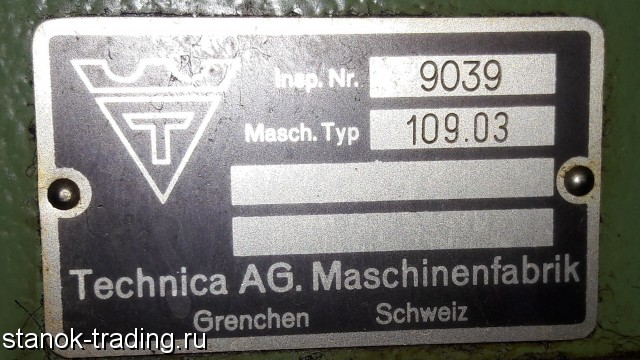 T
Insp. Nr. 9039
Masch. Typ 109.03
Technica AG. Maschinenfabrik
Grenchen Schweiz
stanok-trading.ru